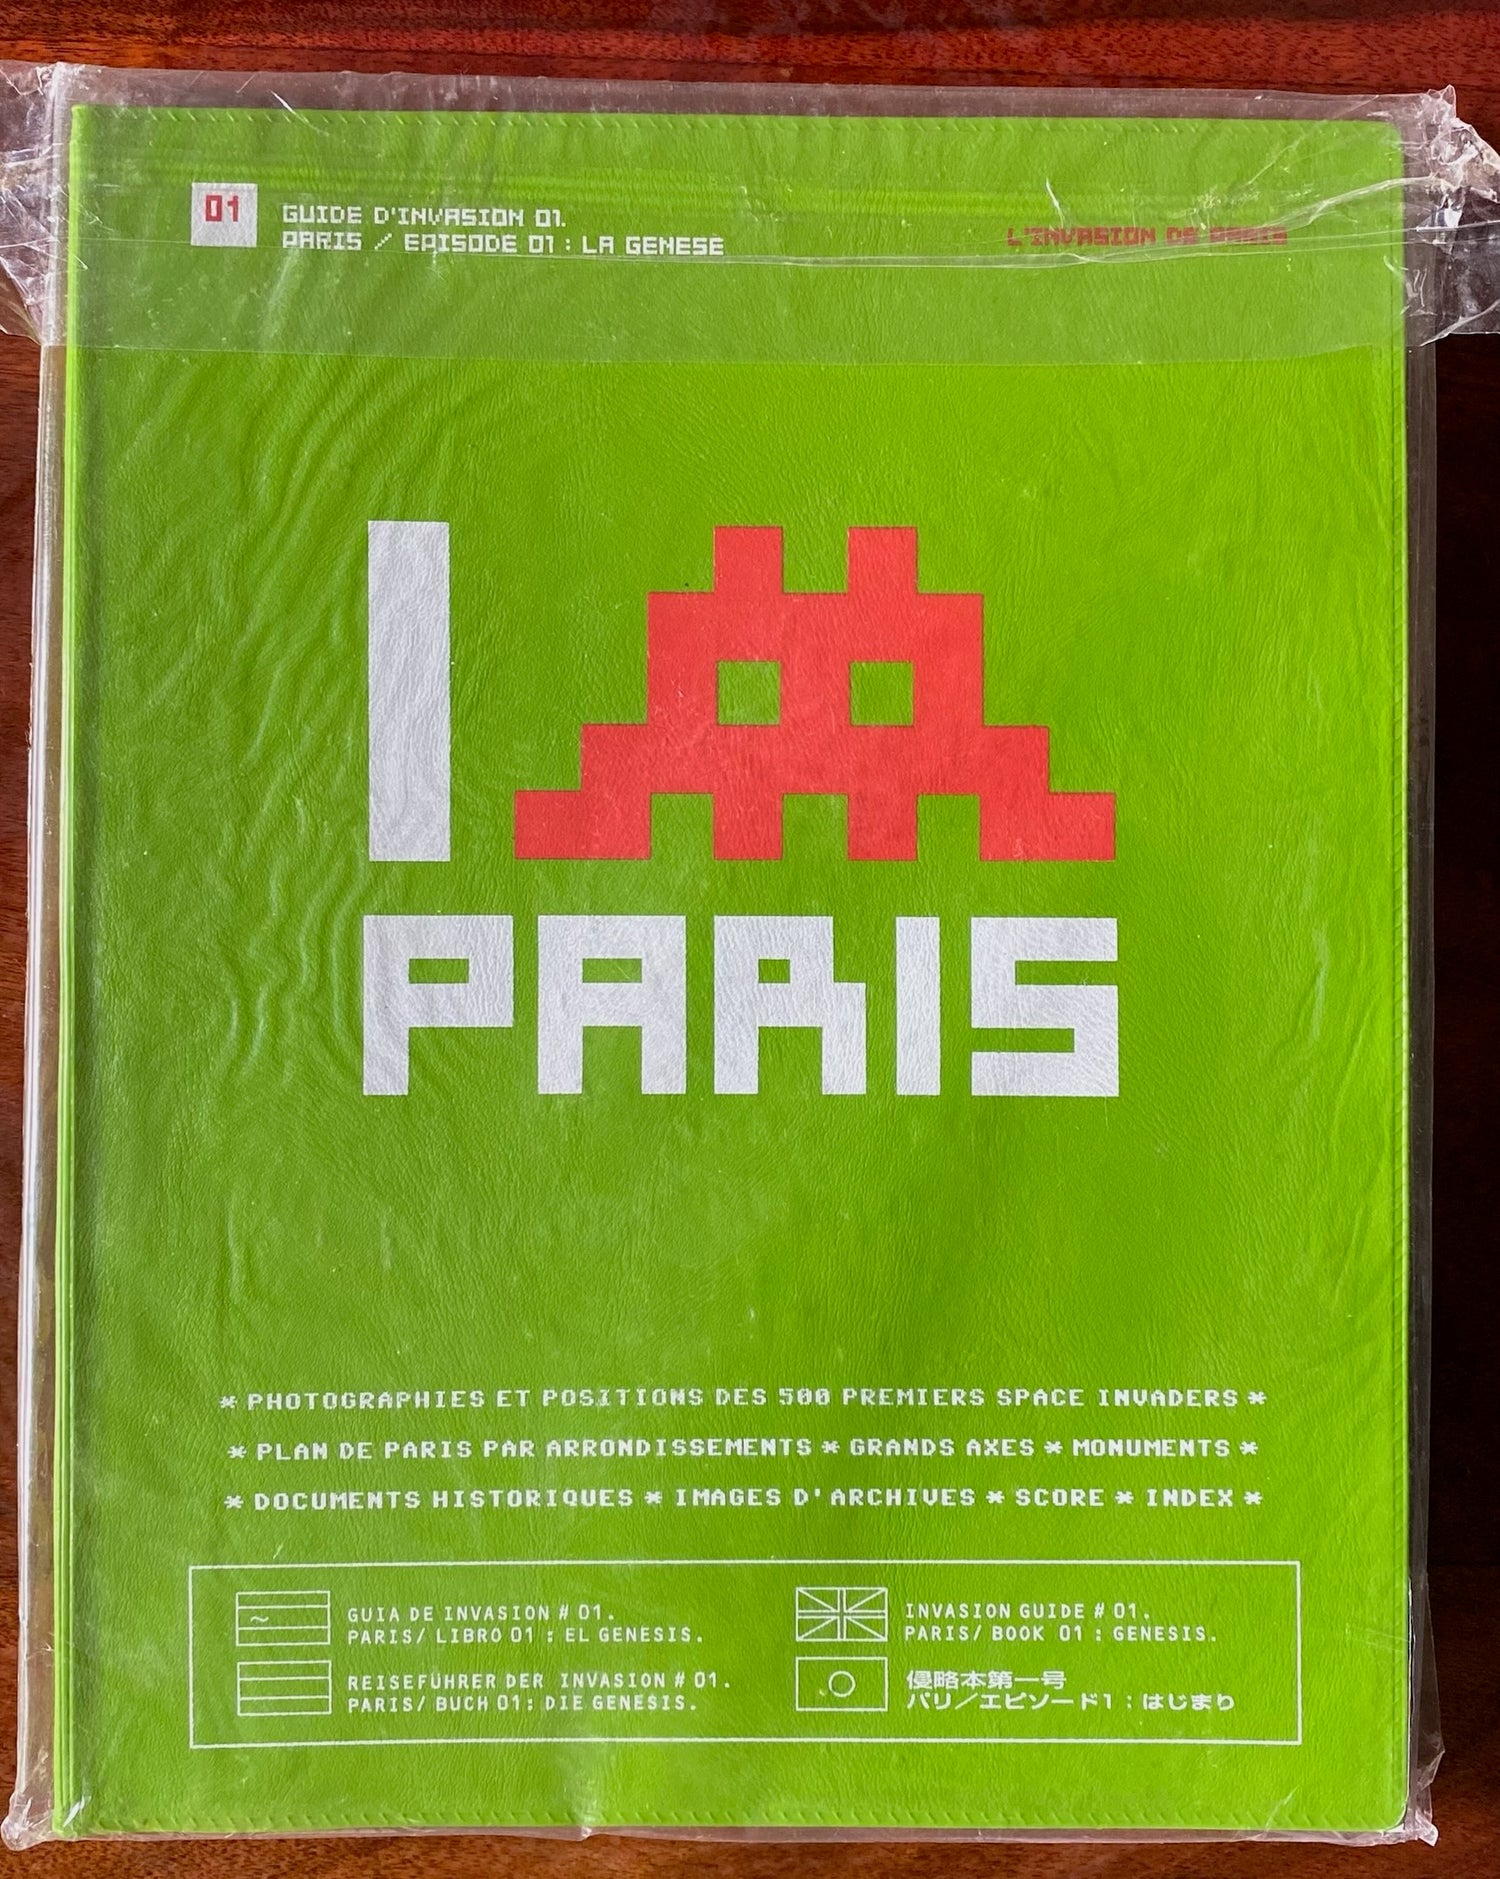 01
GUIDE D'INVASION 01.
PARIS / EPISODE 01 : LA GENESE
L'INVASION DE PARIS
I
PARIS
* PHOTOGRAPHIES ET POSITIONS DES 500 PREMIERS SPACE INVADERS *
* PLAN DE PARIS PAR ARRONDISSEMENTS * GRANDS AXES * MONUMENTS *
* DOCUMENTS HISTORIQUES * IMAGES D'ARCHIVES * SCORE * INDEX *
GUIA DE INVASION # 01.
PARIS/ LIBRO 01 : EL GENESIS.
INVASION GUIDE # 01.
PARIS/ BOOK 01 : GENESIS.
REISEFÜHRER DER INVASION # 01.
PARIS/ BUCH 01 : DIE GENESIS.
侵略本第一号
パリ／エピソード1：はじまり